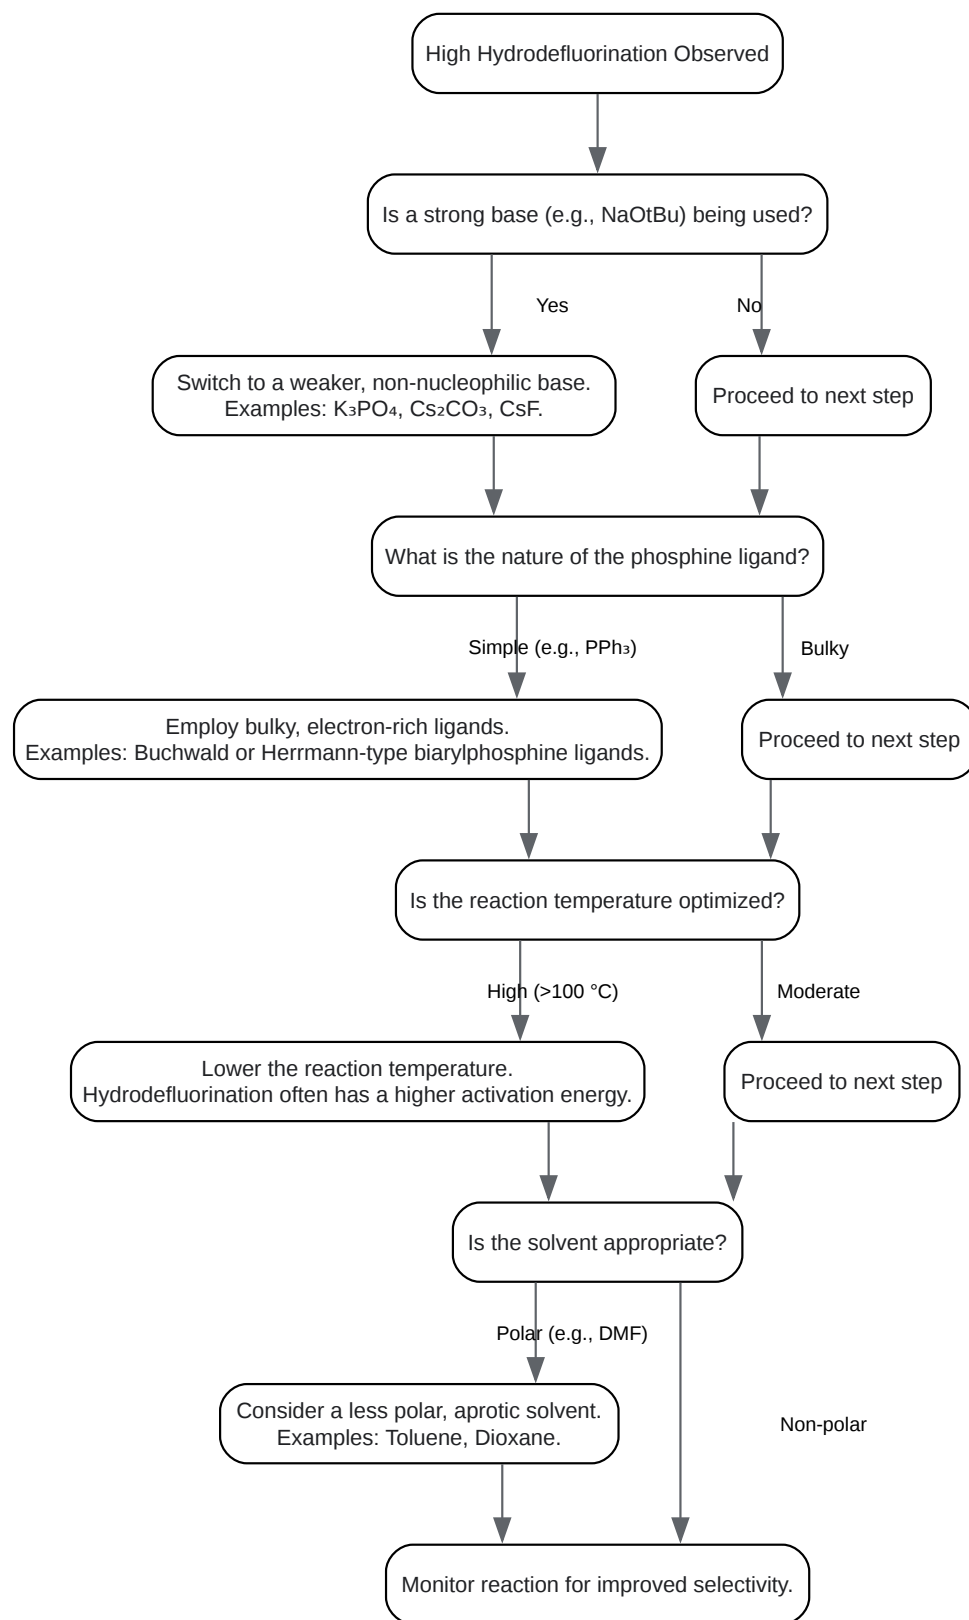 High Hydrodefluorination Observed
Is a strong base (e.g., NaOtBu) being used?
Yes
No
Switch to a weaker, non-nucleophilic base.
Examples: K₃PO₄, Cs₂CO₃, CsF.
Proceed to next step
What is the nature of the phosphine ligand?
Simple (e.g., PPh₃)
Bulky
Employ bulky, electron-rich ligands.
Examples: Buchwald or Herrmann-type biarylphosphine ligands.
Proceed to next step
Is the reaction temperature optimized?
High (>100 °C)
Moderate
Lower the reaction temperature.
Hydrodefluorination often has a higher activation energy.
Proceed to next step
Is the solvent appropriate?
Polar (e.g., DMF)
Consider a less polar, aprotic solvent.
Examples: Toluene, Dioxane.
Non-polar
Monitor reaction for improved selectivity.